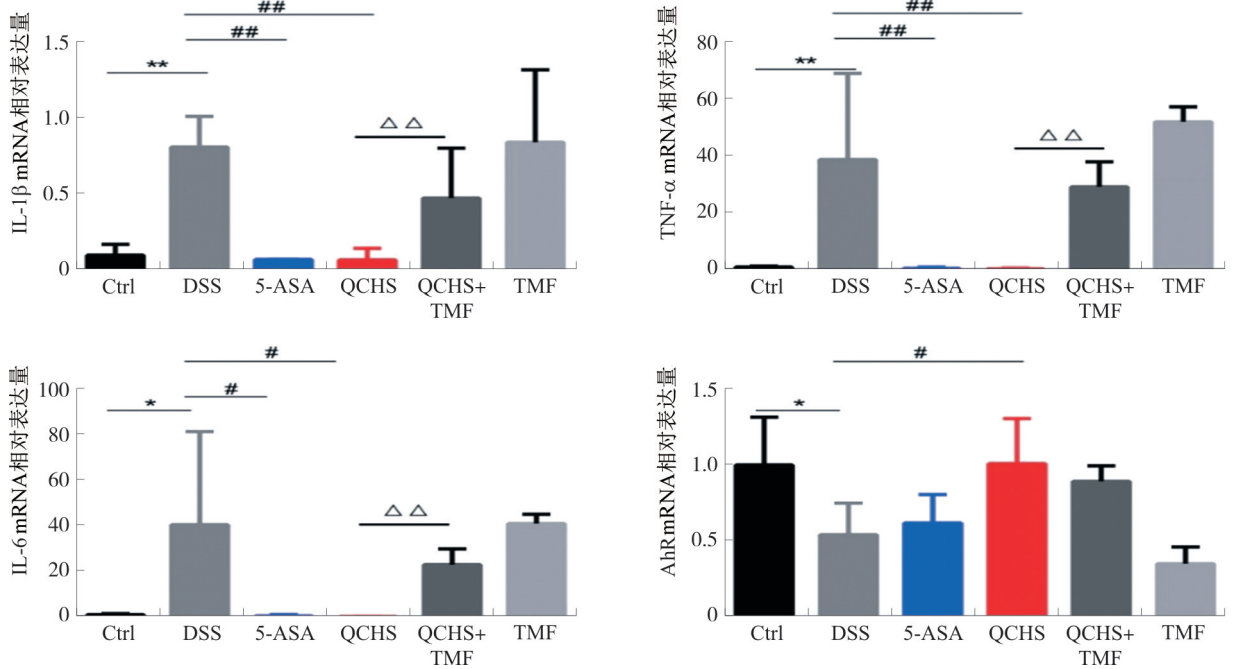 IL-1β mRNA相对表达量
##
##
**
△ △
1.5
1.0
0.5
0
Ctrl
DSS
5-ASA
QCHS
QCHS+
TMF
TMF
TNF-α mRNA相对表达量
##
##
**
△ △
80
60
40
20
0
Ctrl
DSS
5-ASA
QCHS
QCHS+
TMF
TMF
IL-6 mRNA相对表达量
#
#
*
△ △
100
80
60
40
20
0
Ctrl
DSS
5-ASA
QCHS
QCHS+
TMF
TMF
AhRmRNA相对表达量
#
*
1.5
1.0
0.5
0
Ctrl
DSS
5-ASA
QCHS
QCHS+
TMF
TMF